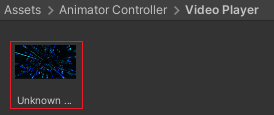 Assets > Animator Controller > Video Player
Unknown ...